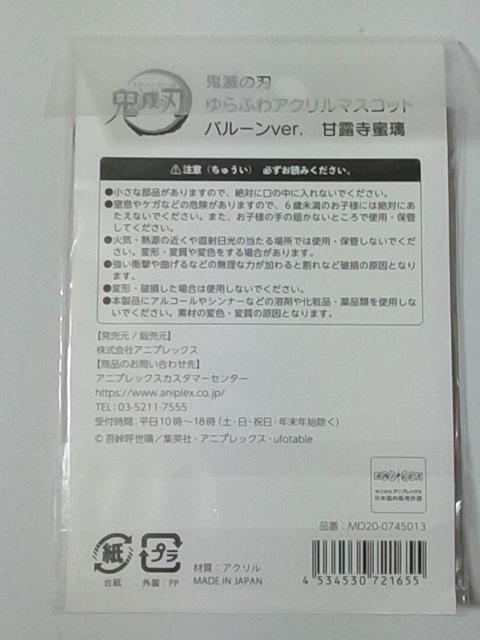 鬼滅の刃
鬼滅の刃
ゆらふわアクリルマスコット
バルーンver. 甘露寺蜜璃
注意（ちゅうい） 必ずお読みください。
●小さな部品がありますので、絶対に口の中に入れないでください。
●窒息やケガなどの危険がありますので、6歳未満のお子様には絶対にあ
たえないでください。また、お子様の手の届かないところで使用・保管
してください。
●火気・熱源の近くや直射日光の当たる場所では使用・保管しないでくださ
い。変形・変質や変色をする場合があります。
●強い衝撃や曲げるなどの無理な力が加わると割れなど破損の原因となり
ます。
●変形・破損した場合は使用しないでください。
●本製品にアルコールやシンナーなどの溶剤や化粧品・薬品類を使用しな
いでください。素材の変色・変質の原因となります。
【発売元 / 販売元】
株式会社アニプレックス
【商品のお問い合わせ先】
アニプレックスカスタマーセンター
https://www.aniplex.co.jp/
TEL: 03-5211-7555
受付時間：平日10時～18時（土・日・祝日・年末年始除く）
©吾峠呼世晴／集英社・アニプレックス・ufotable
株式会社アニプレックス
日本国内販売許諾
品番：MD20-0745013
紙
台紙
プラ
外装：PP
材質：アクリル
MADE IN JAPAN
4 534530 721655